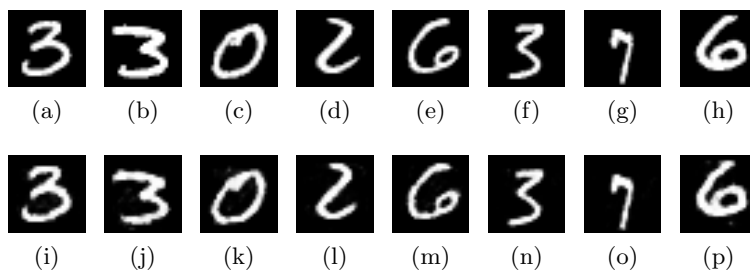 3 3 0 2 6 3 7 6
(a) (b) (c) (d) (e) (f) (g) (h)
3 3 0 2 6 3 7 6
(i) (j) (k) (l) (m) (n) (o) (p)